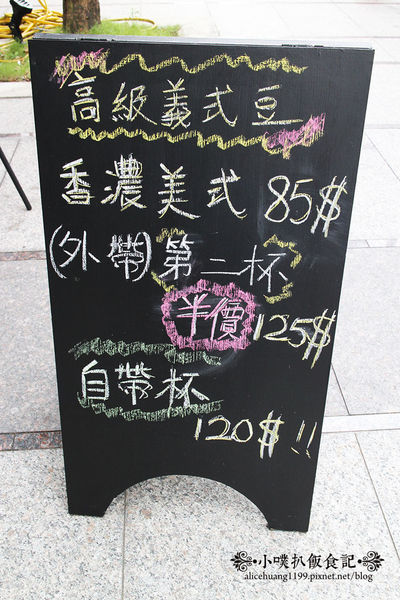 高級義式豆
香濃美式 85$
(外帶)第二杯
半價 125$
自帶杯
120$!!
小噗扒飯食記
alicehuang1199.pixnet.net/blog